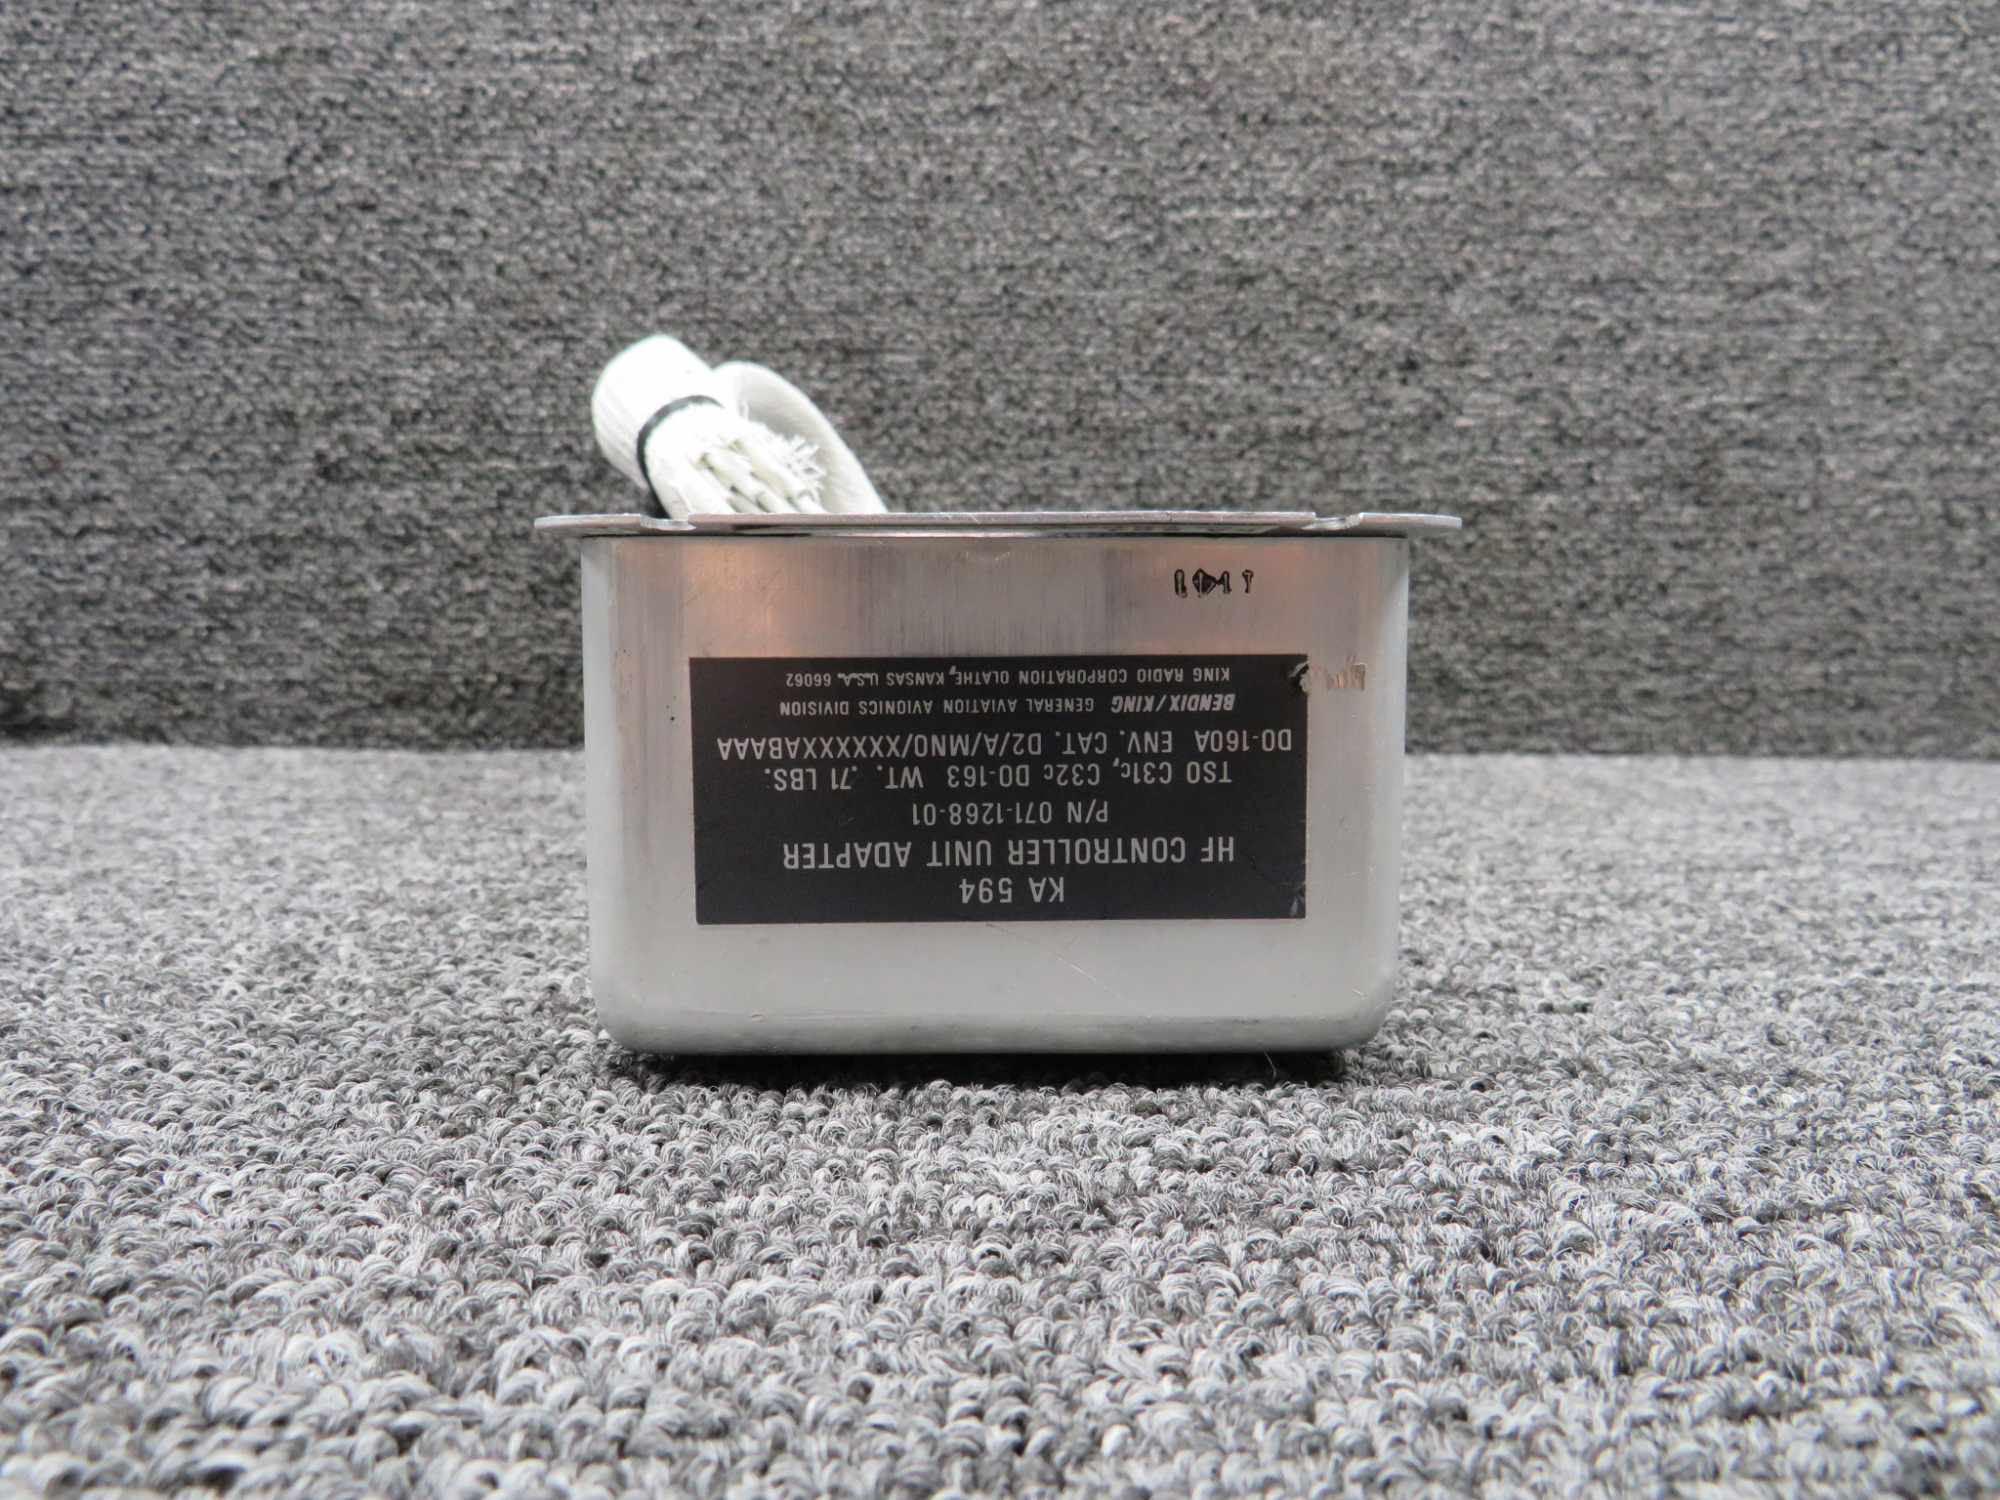 KA 594
HF CONTROLLER UNIT ADAPTER
P/N 071-1268-01
TSO C31c, C32c DO-163 WT. .71 LBS.
DO-160A ENV. CAT. D2/A/MNO/XXXXXXABAAA
BENDIX/KING GENERAL AVIATION AVIONICS DIVISION
KING RADIO CORPORATION OLATHE, KANSAS U.S.A. 66062